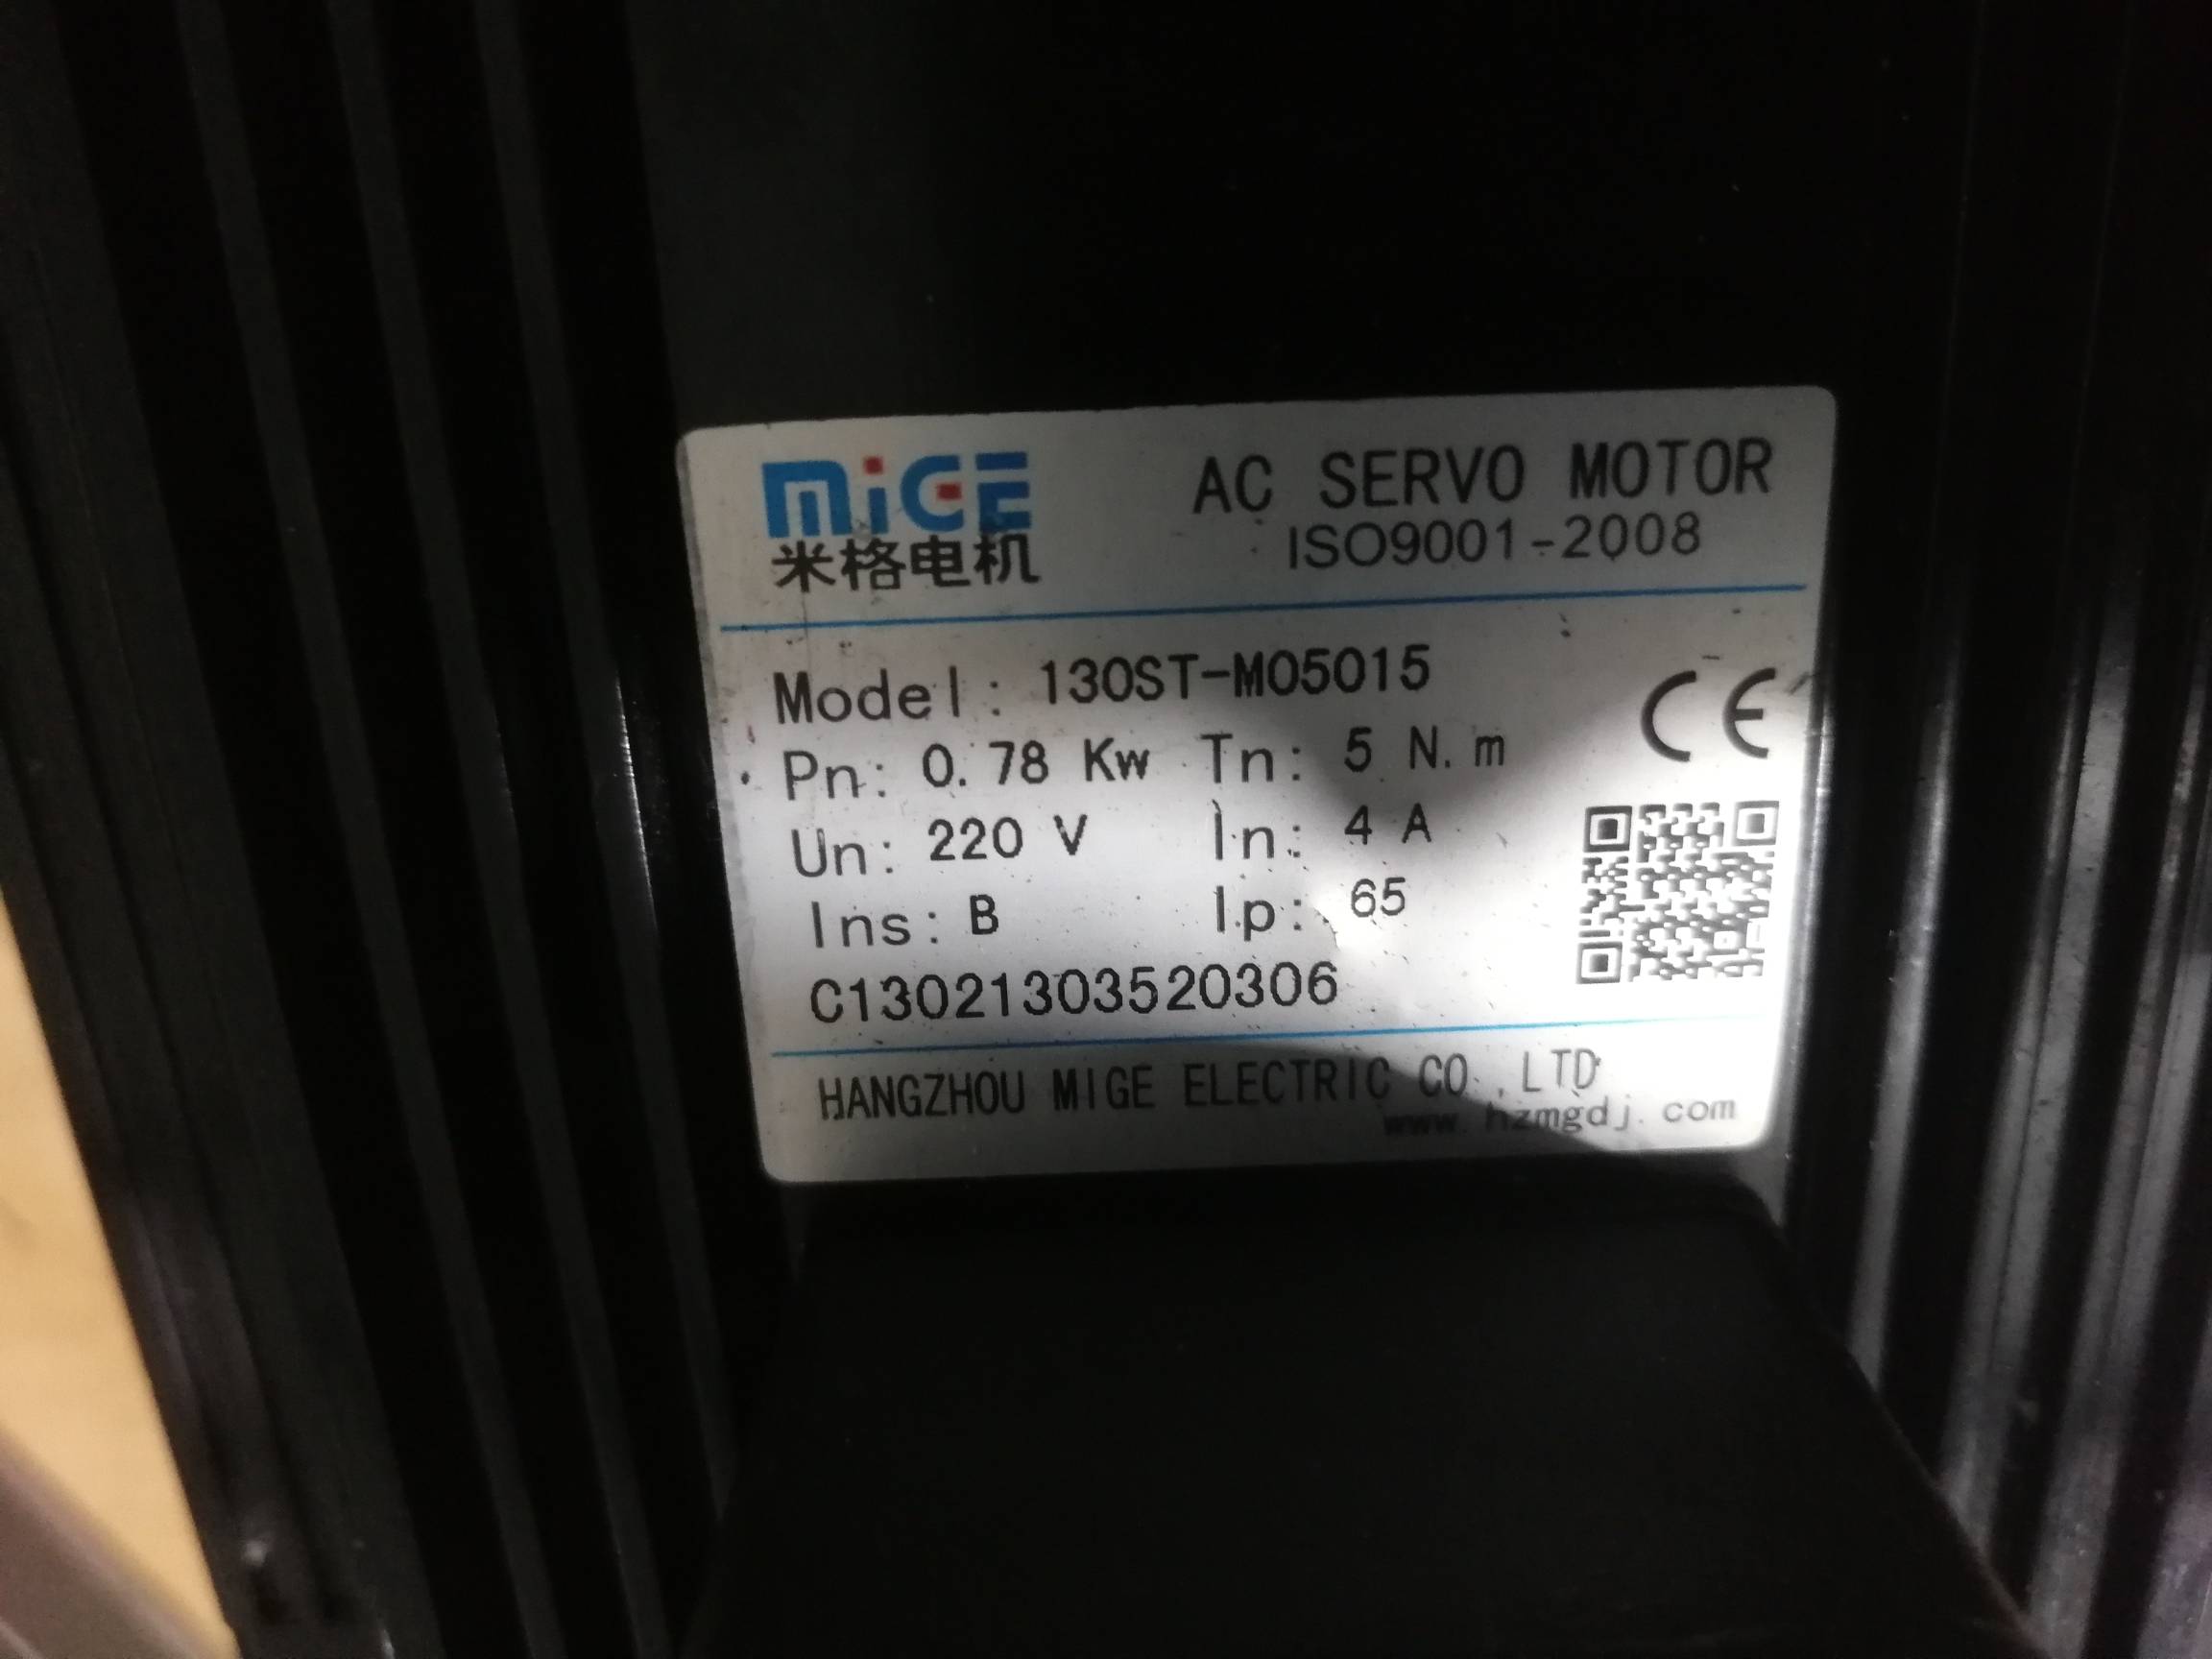 MiGE
米格电机
AC SERVO MOTOR
ISO9001-2008
Model: 130ST-M05015
CE
Pn: 0.78 Kw Tn: 5 N.m
Un: 220 V In: 4 A
Ins: B Ip: 65
C13021303520306
HANGZHOU MIGE ELECTRIC CO.,LTD
www.hzmgdj.com